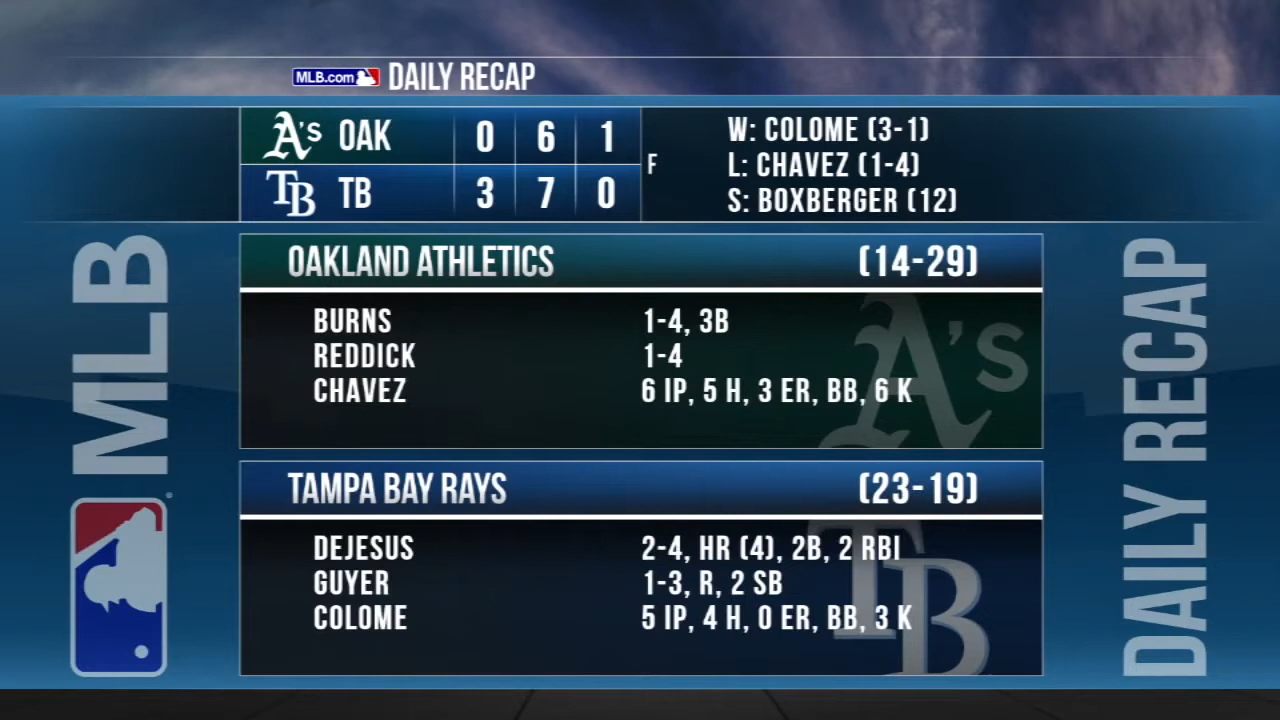 MLB.com DAILY RECAP
A's OAK 0 6 1
TB TB 3 7 0
F
W: COLOME (3-1)
L: CHAVEZ (1-4)
S: BOXBERGER (12)
MLB
OAKLAND ATHLETICS (14-29)
BURNS 1-4, 3B
REDDICK 1-4
CHAVEZ 6 IP, 5 H, 3 ER, BB, 6 K
A's
TAMPA BAY RAYS (23-19)
DEJESUS 2-4, HR (4), 2B, 2 RBI
GUYER 1-3, R, 2 SB
COLOME 5 IP, 4 H, 0 ER, BB, 3 K
TB
DAILY RECAP